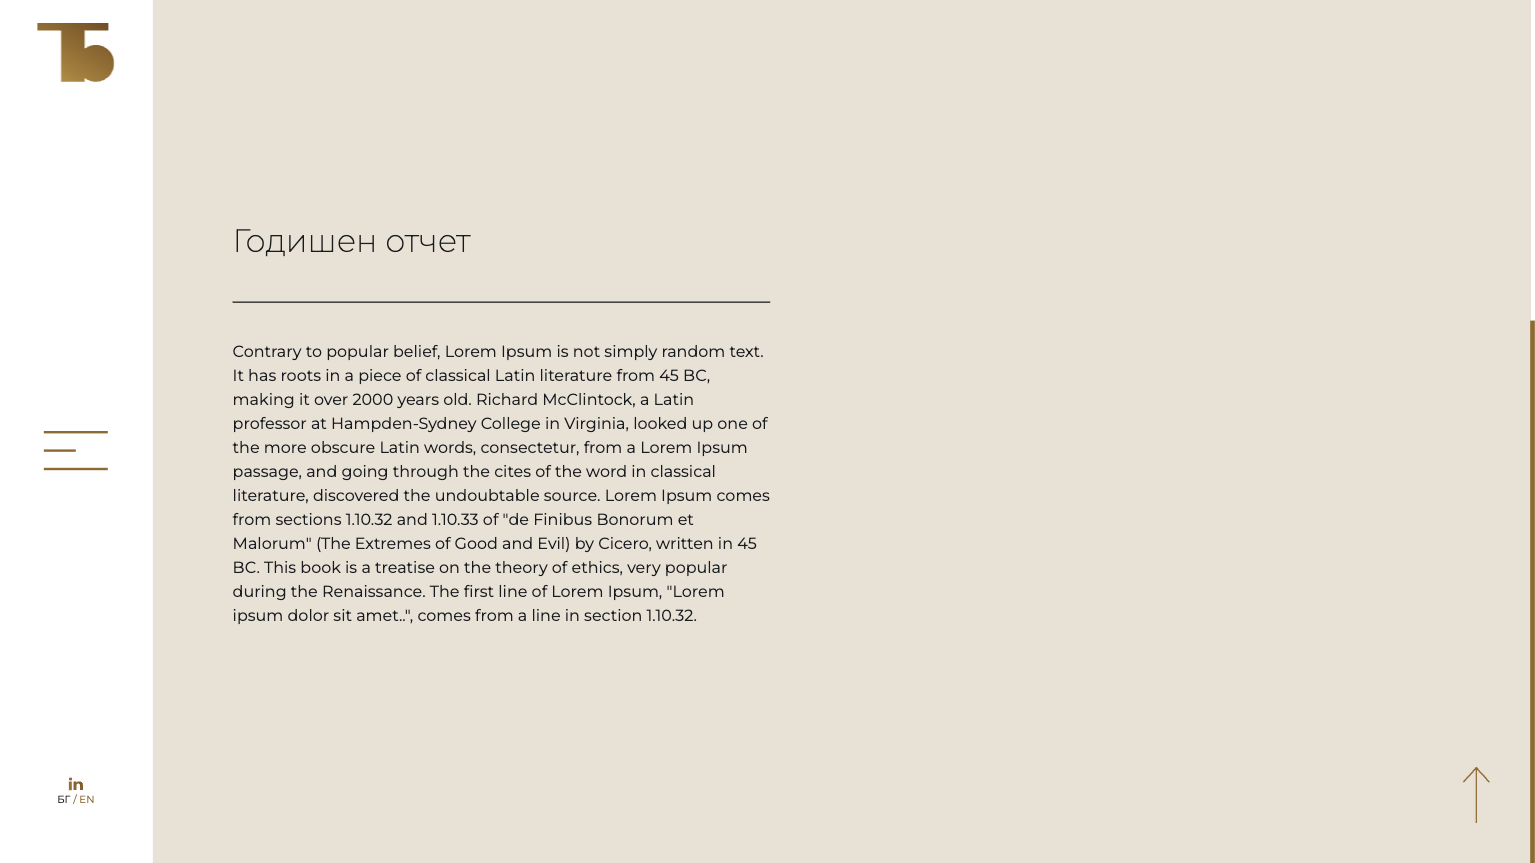 ТБ
Годишен отчет
Contrary to popular belief, Lorem Ipsum is not simply random text.
It has roots in a piece of classical Latin literature from 45 BC,
making it over 2000 years old. Richard McClintock, a Latin
professor at Hampden-Sydney College in Virginia, looked up one of
the more obscure Latin words, consectetur, from a Lorem Ipsum
passage, and going through the cites of the word in classical
literature, discovered the undoubtable source. Lorem Ipsum comes
from sections 1.10.32 and 1.10.33 of "de Finibus Bonorum et
Malorum" (The Extremes of Good and Evil) by Cicero, written in 45
BC. This book is a treatise on the theory of ethics, very popular
during the Renaissance. The first line of Lorem Ipsum, "Lorem
ipsum dolor sit amet..", comes from a line in section 1.10.32.
in
БГ / EN